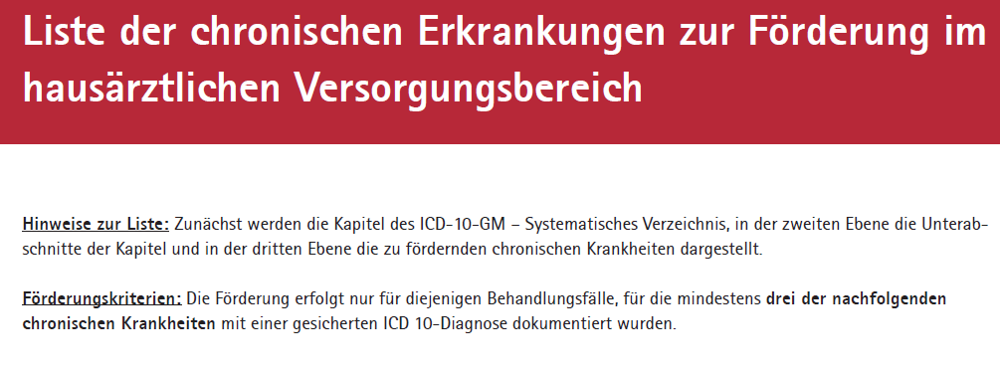 Liste der chronischen Erkrankungen zur Förderung im
hausärztlichen Versorgungsbereich
Hinweise zur Liste: Zunächst werden die Kapitel des ICD-10-GM – Systematisches Verzeichnis, in der zweiten Ebene die Unterab-
schnitte der Kapitel und in der dritten Ebene die zu fördernden chronischen Krankheiten dargestellt.
Förderungskriterien: Die Förderung erfolgt nur für diejenigen Behandlungsfälle, für die mindestens drei der nachfolgenden
chronischen Krankheiten mit einer gesicherten ICD 10-Diagnose dokumentiert wurden.